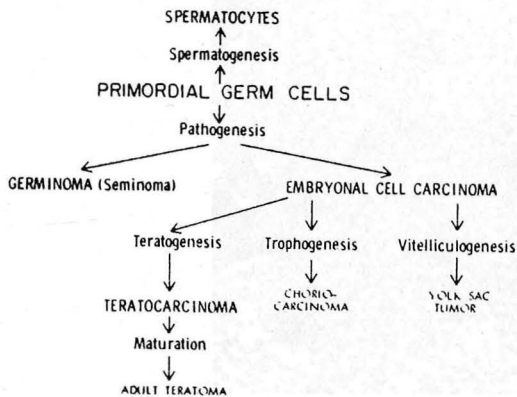 SPERMATOCYTES
Spermatogenesis
PRIMORDIAL GERM CELLS
Pathogenesis
GERMINOMA (Seminoma)
EMBRYONAL CELL CARCINOMA
Teratogenesis
Trophogenesis
Vitelliculogenesis
TERATOCARCINOMA
CHORIO-
CARCINOMA
YOLK SAC
TUMOR
Maturation
ADULT TERATOMA